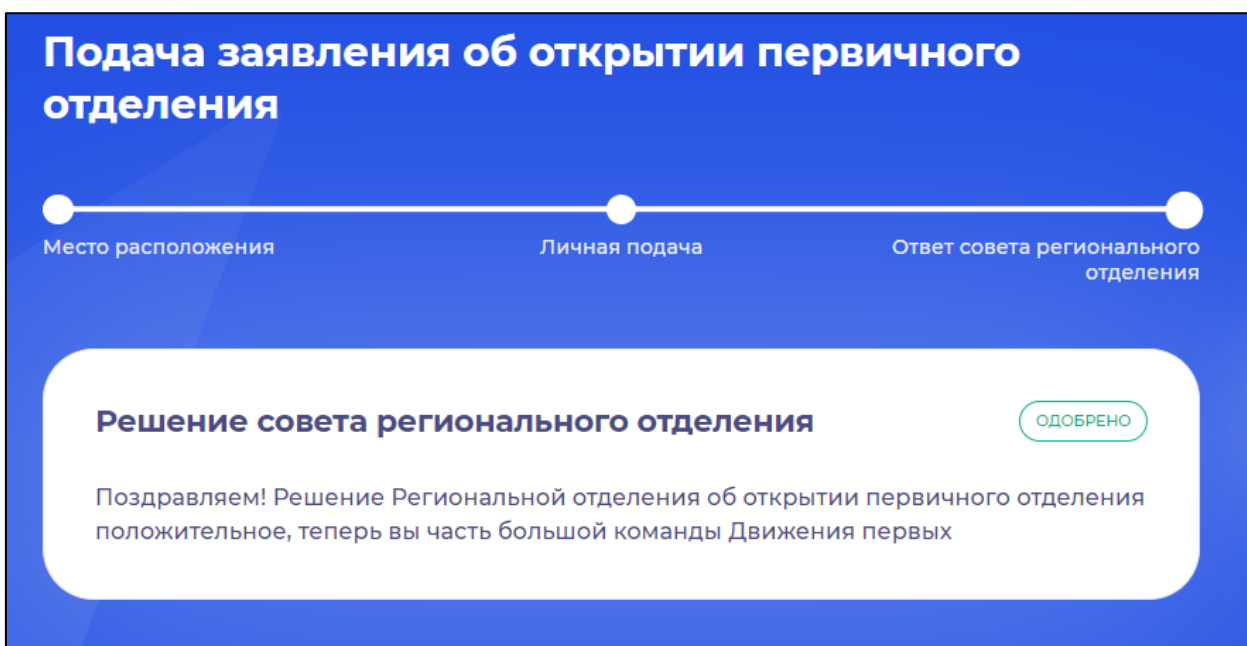 Подача заявления об открытии первичного
отделения
Место расположения
Личная подача
Ответ совета регионального
отделения
Решение совета регионального отделения
ОДОБРЕНО
Поздравляем! Решение Региональной отделения об открытии первичного отделения
положительное, теперь вы часть большой команды Движения первых